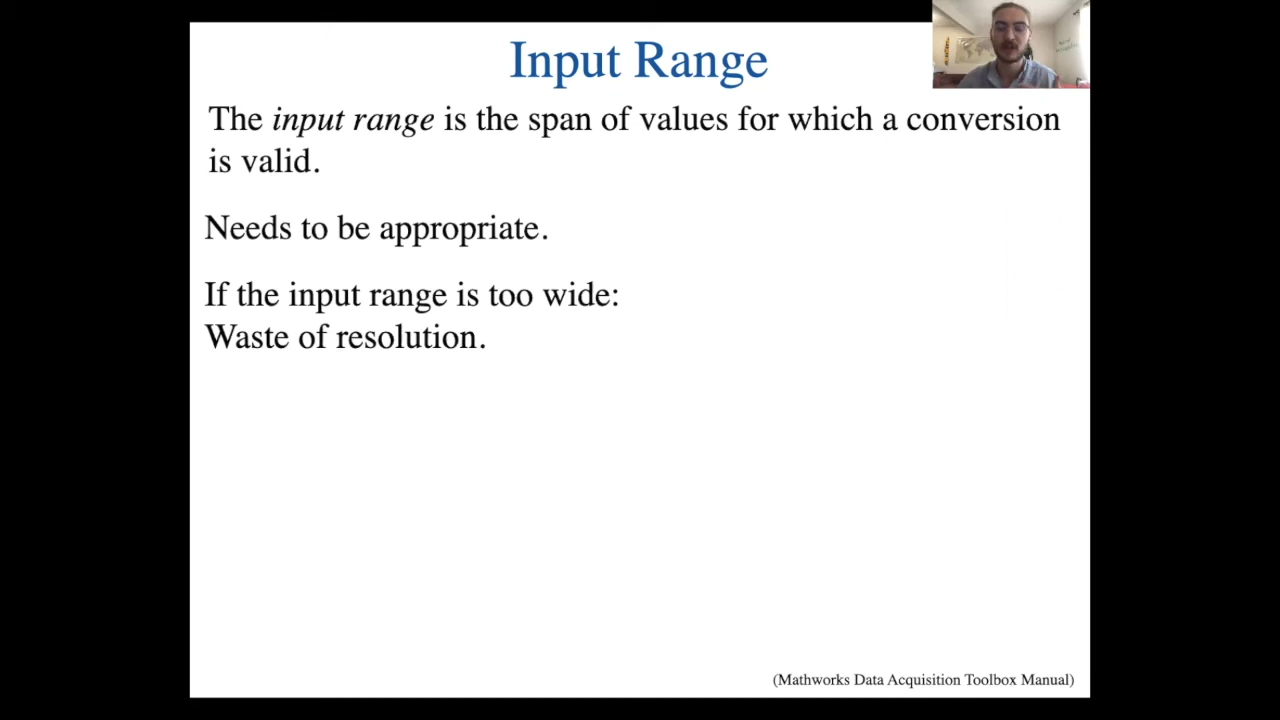 Input Range
The input range is the span of values for which a conversion
is valid.
Needs to be appropriate.
If the input range is too wide:
Waste of resolution.
(Mathworks Data Acquisition Toolbox Manual)